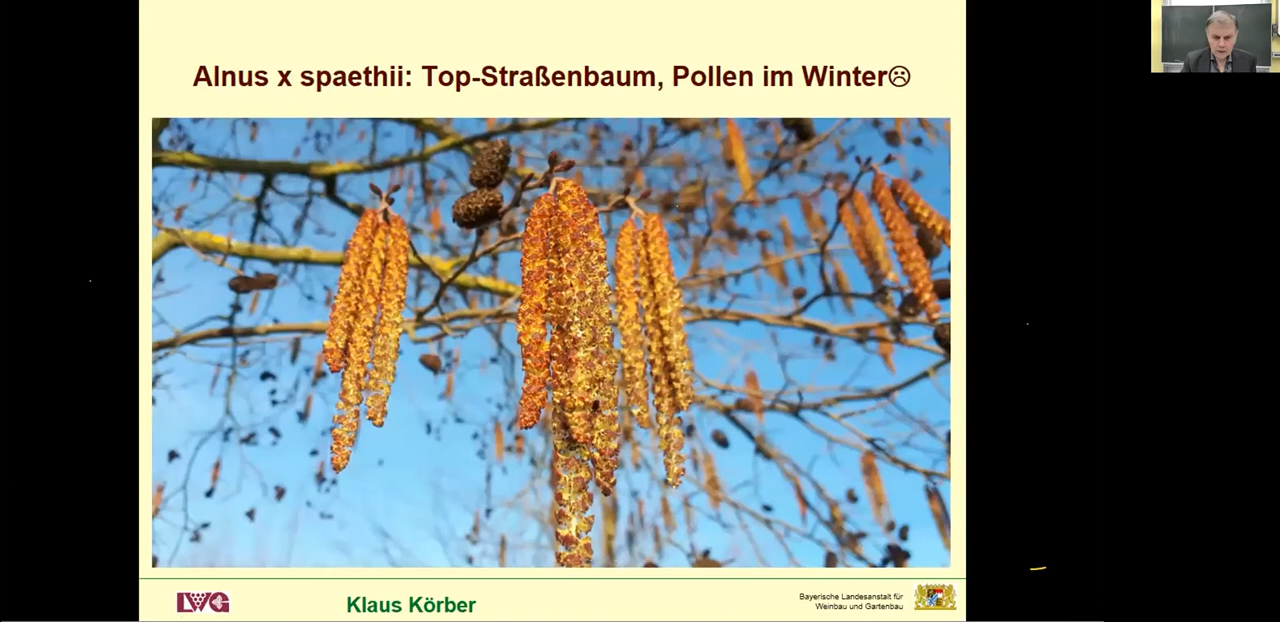 Alnus x spaethii: Top-Straßenbaum, Pollen im Winter☹
LWG
Klaus Körber
Bayerische Landesanstalt für
Weinbau und Gartenbau